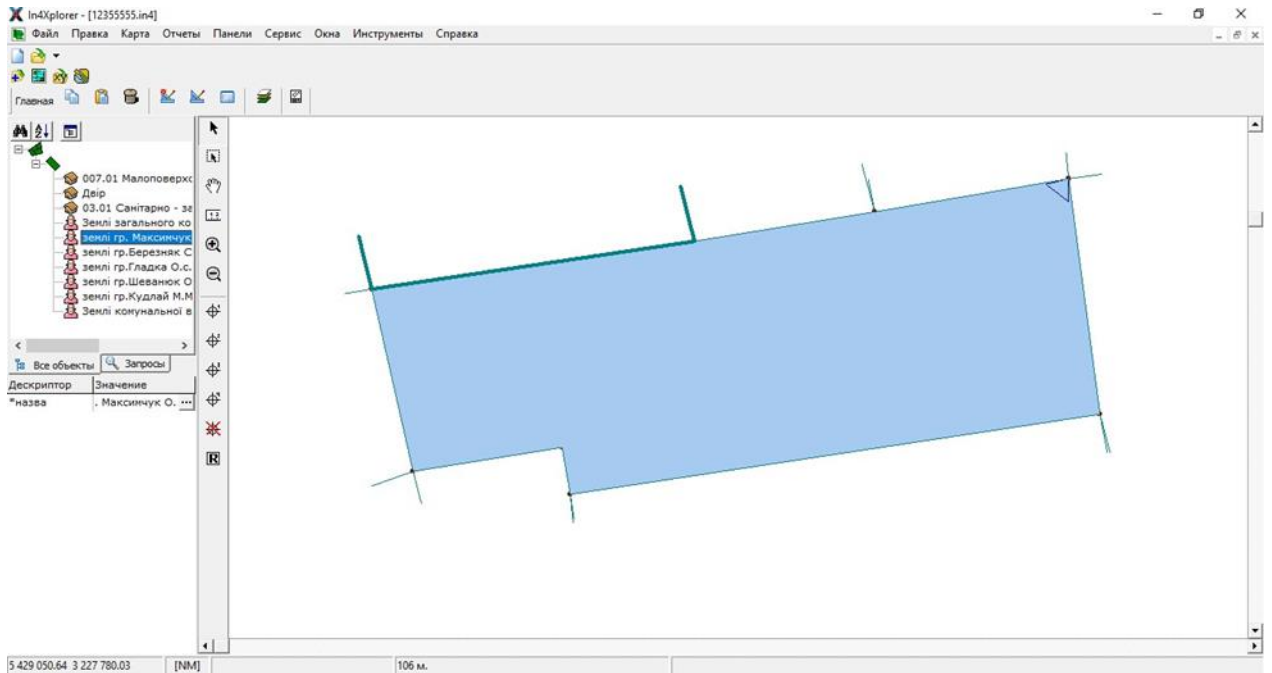 In4Xplorer - [12355555.in4]
Файл Правка Карта Отчеты Панели Сервис Окна Инструменты Справка
Главная
007.01 Малоповерхс
Двір
03.01 Санітарно - за
Землі загального ко
землі гр. Максимчук
землі гр.Березняк С
землі гр.Гладка О.с.
землі гр.Шеванюк О
землі гр.Кудлай М.М
Землі комунальної в
Все объекты Запросы
Дескриптор Значение
*назва . Максимчук О. ...
R
5 429 050.64 3 227 780.03 [NM] 106 м.